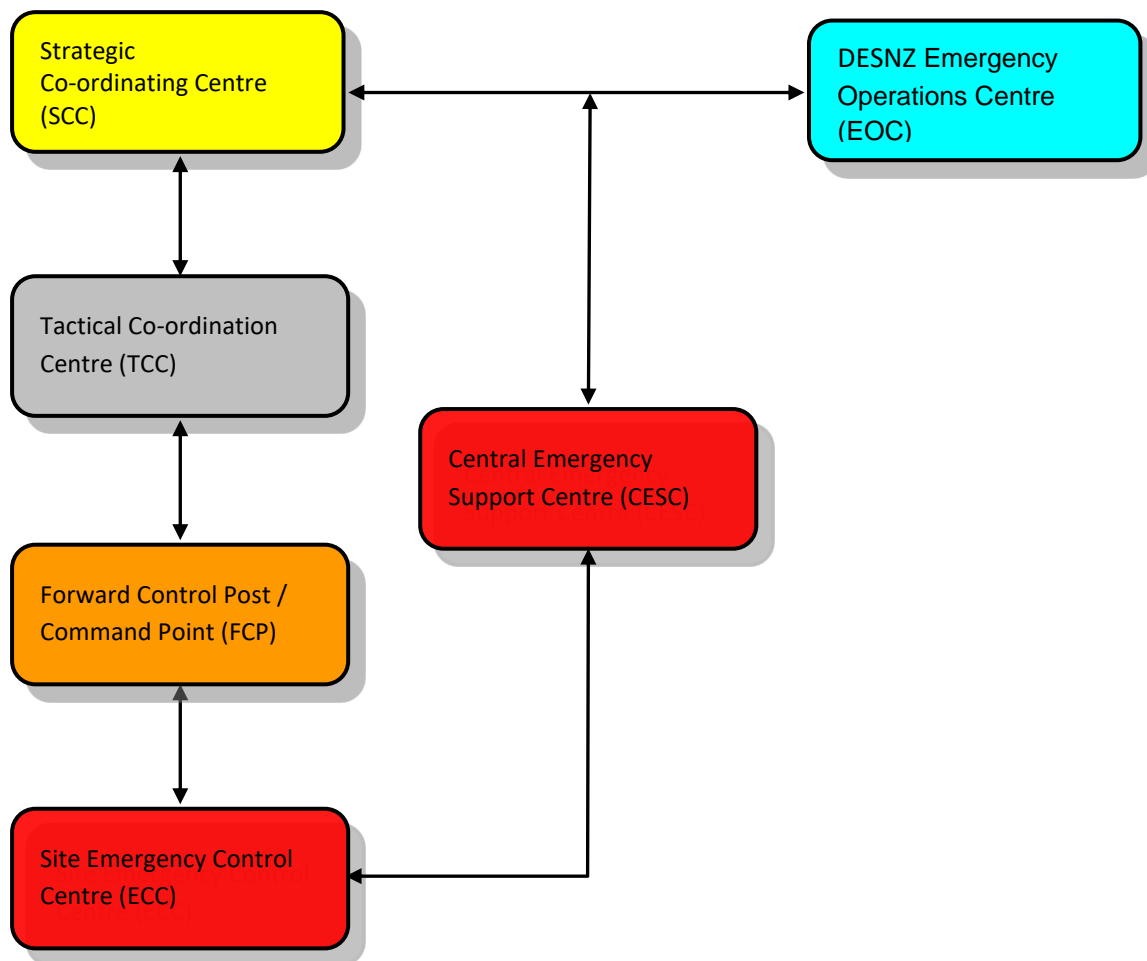 Strategic
Co-ordinating Centre
(SCC)
DESNZ Emergency
Operations Centre
(EOC)
Tactical Co-ordination
Centre (TCC)
Central Emergency
Support Centre (CESC)
Forward Control Post /
Command Point (FCP)
Site Emergency Control
Centre (ECC)